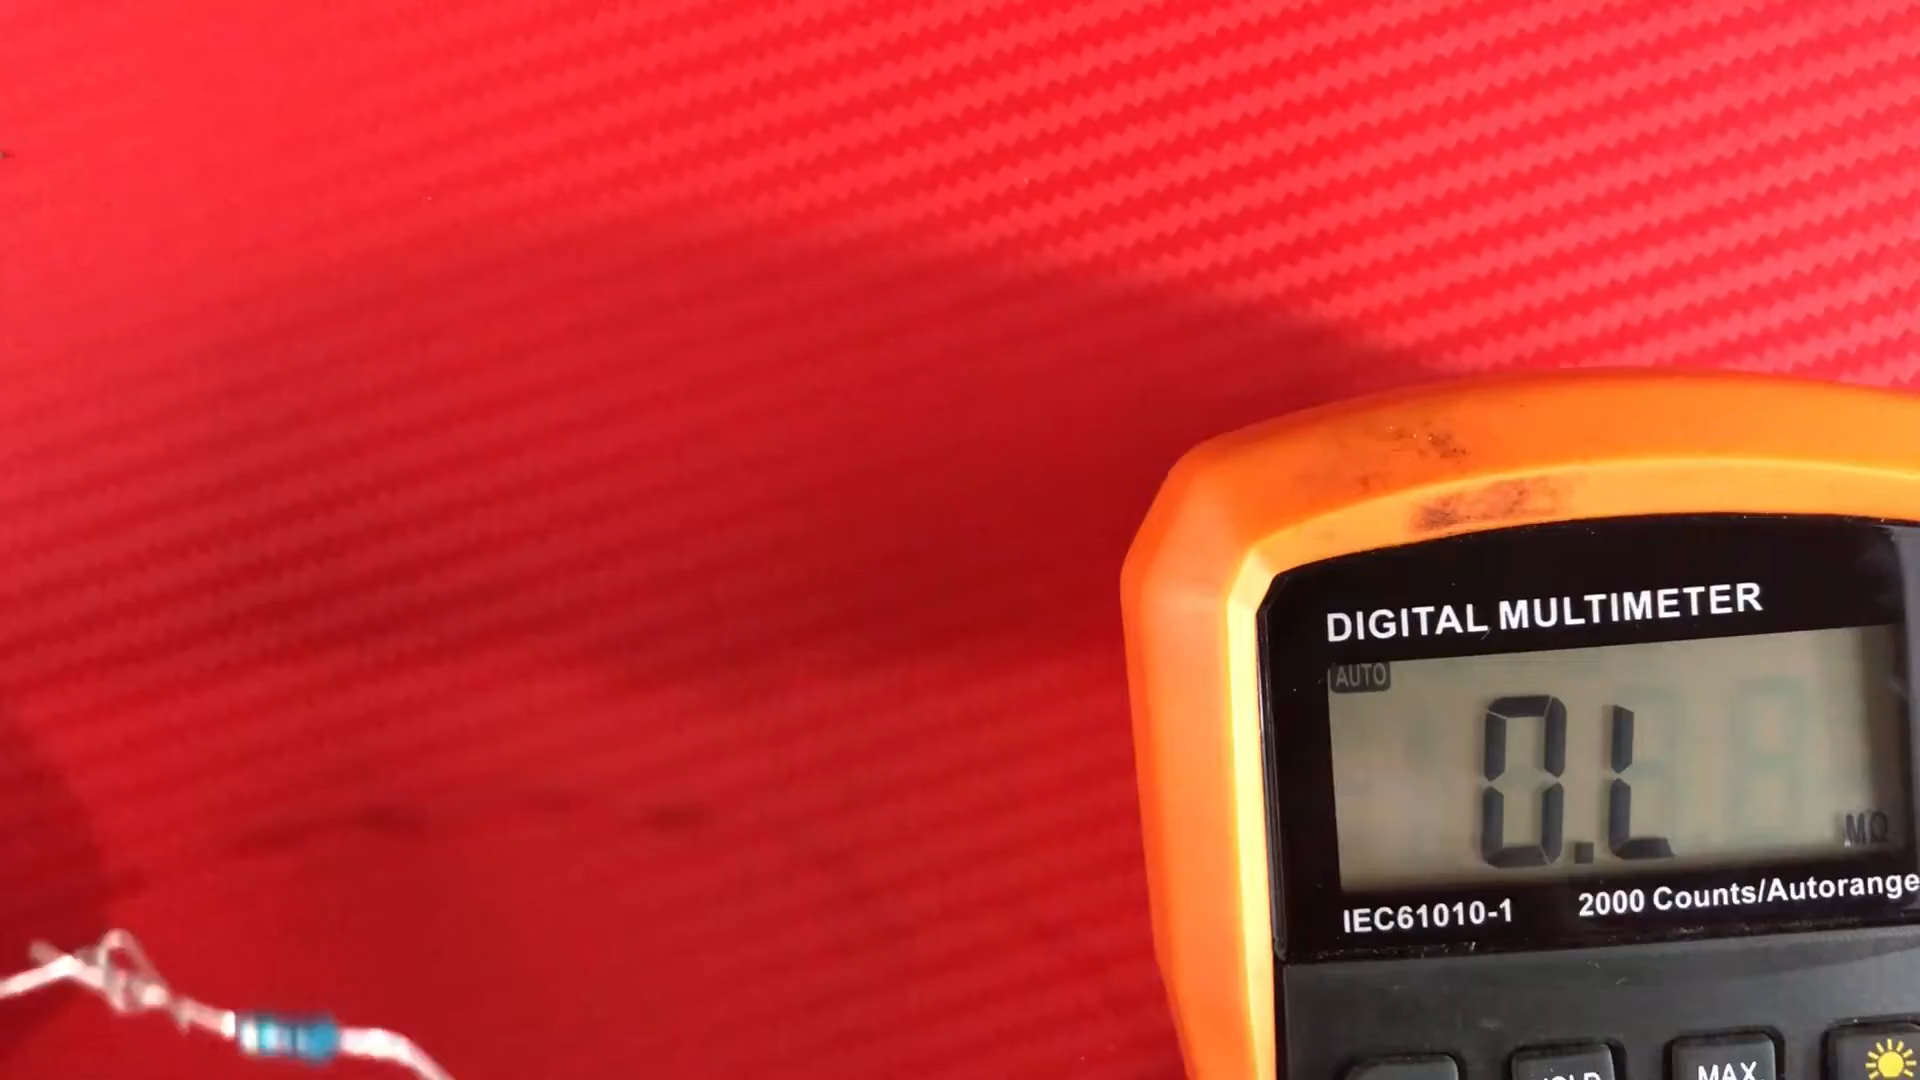 DIGITAL MULTIMETER
AUTO
0.L
MΩ
IEC61010-1 2000 Counts/Autorange
MAX